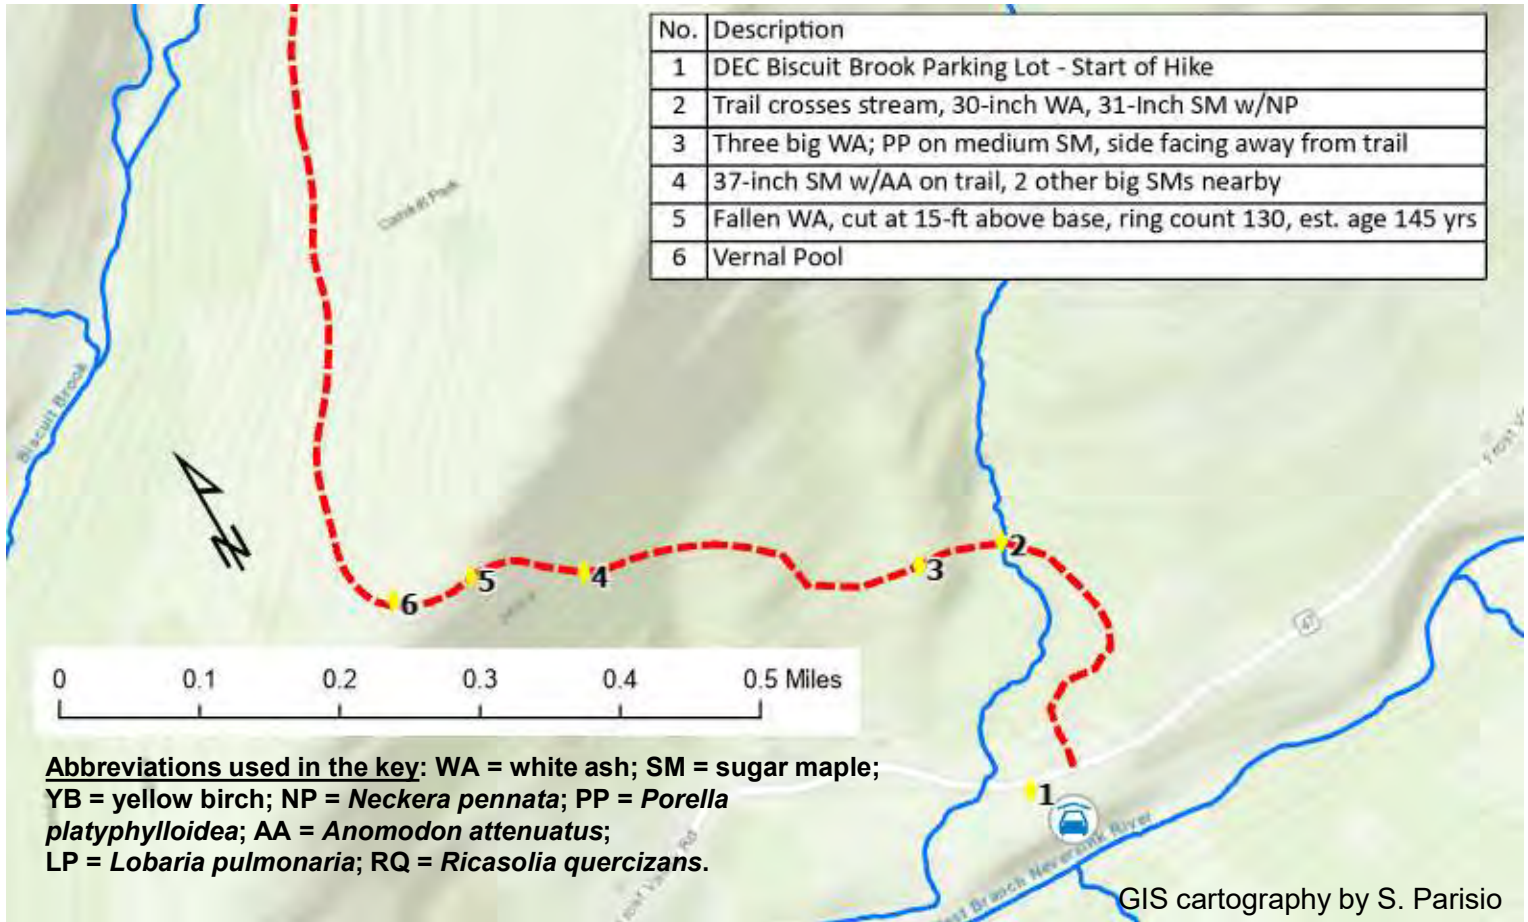 No. Description
1 DEC Biscuit Brook Parking Lot - Start of Hike
2 Trail crosses stream, 30-inch WA, 31-Inch SM w/NP
3 Three big WA; PP on medium SM, side facing away from trail
4 37-inch SM w/AA on trail, 2 other big SMs nearby
5 Fallen WA, cut at 15-ft above base, ring count 130, est. age 145 yrs
6 Vernal Pool
Catskill Park
Biscuit Brook
Frost
N
47
2
3
4
5
6
0 0.1 0.2 0.3 0.4 0.5 Miles
1
Abbreviations used in the key: WA = white ash; SM = sugar maple;
YB = yellow birch; NP = Neckera pennata; PP = Porella
platyphylloidea; AA = Anomodon attenuatus;
LP = Lobaria pulmonaria; RQ = Ricasolia quercizans.
Rd
Branch Neversink River
GIS cartography by S. Parisio